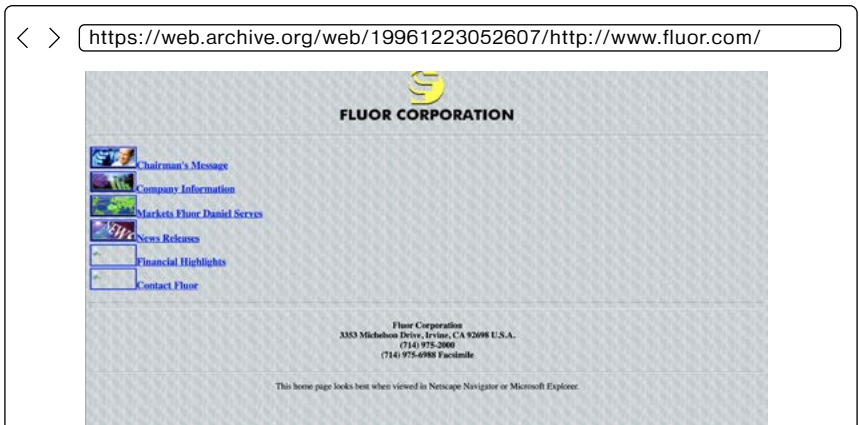 https://web.archive.org/web/19961223052607/http://www.fluor.com/
FLUOR CORPORATION
Chairman's Message
Company Information
Markets Fluor Daniel Serves
NEWS
News Releases
Financial Highlights
Contact Fluor
Fluor Corporation
3353 Michelson Drive, Irvine, CA 92698 U.S.A.
(714) 975-2000
(714) 975-6988 Facsimile
This home page looks best when viewed in Netscape Navigator or Microsoft Explorer.